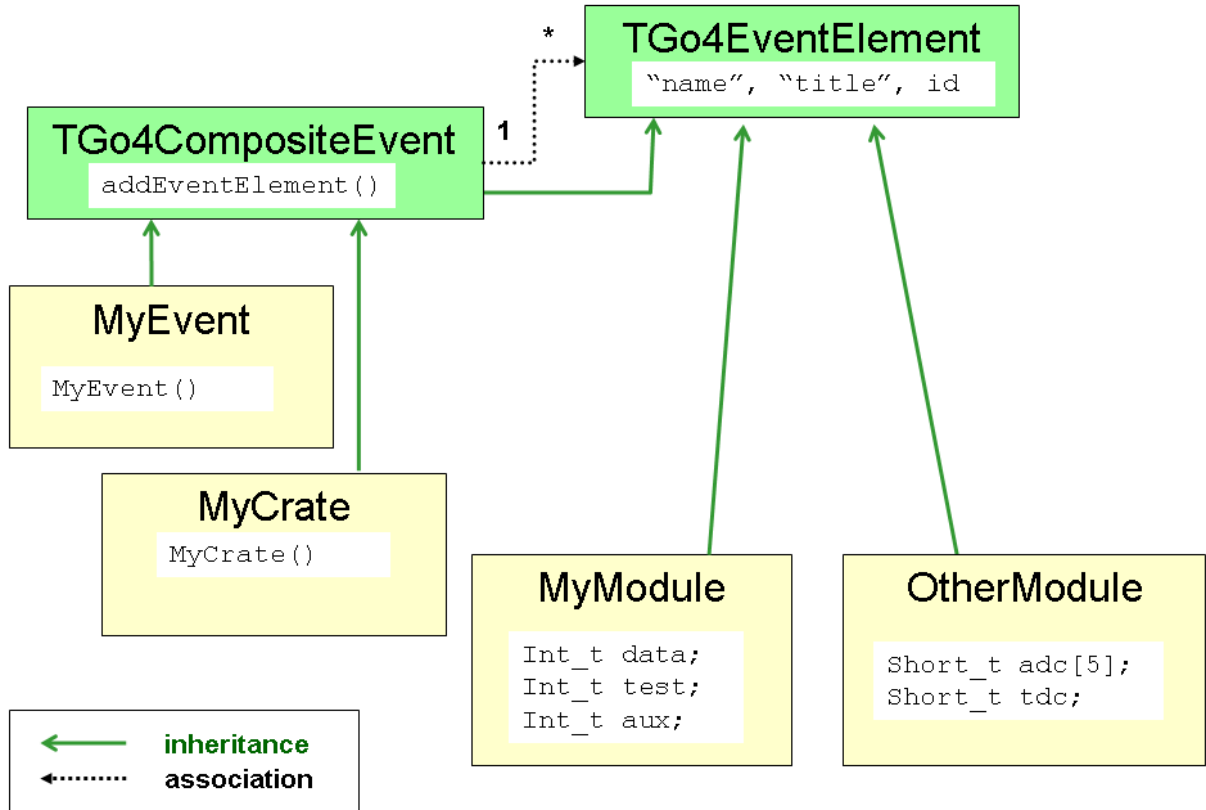 *
TGo4EventElement
“name”, “title”, id
TGo4CompositeEvent
1
addEventElement()
MyEvent
MyEvent()
MyCrate
MyCrate()
MyModule
Int_t data;
Int_t test;
Int_t aux;
OtherModule
Short_t adc[5];
Short_t tdc;
inheritance
association